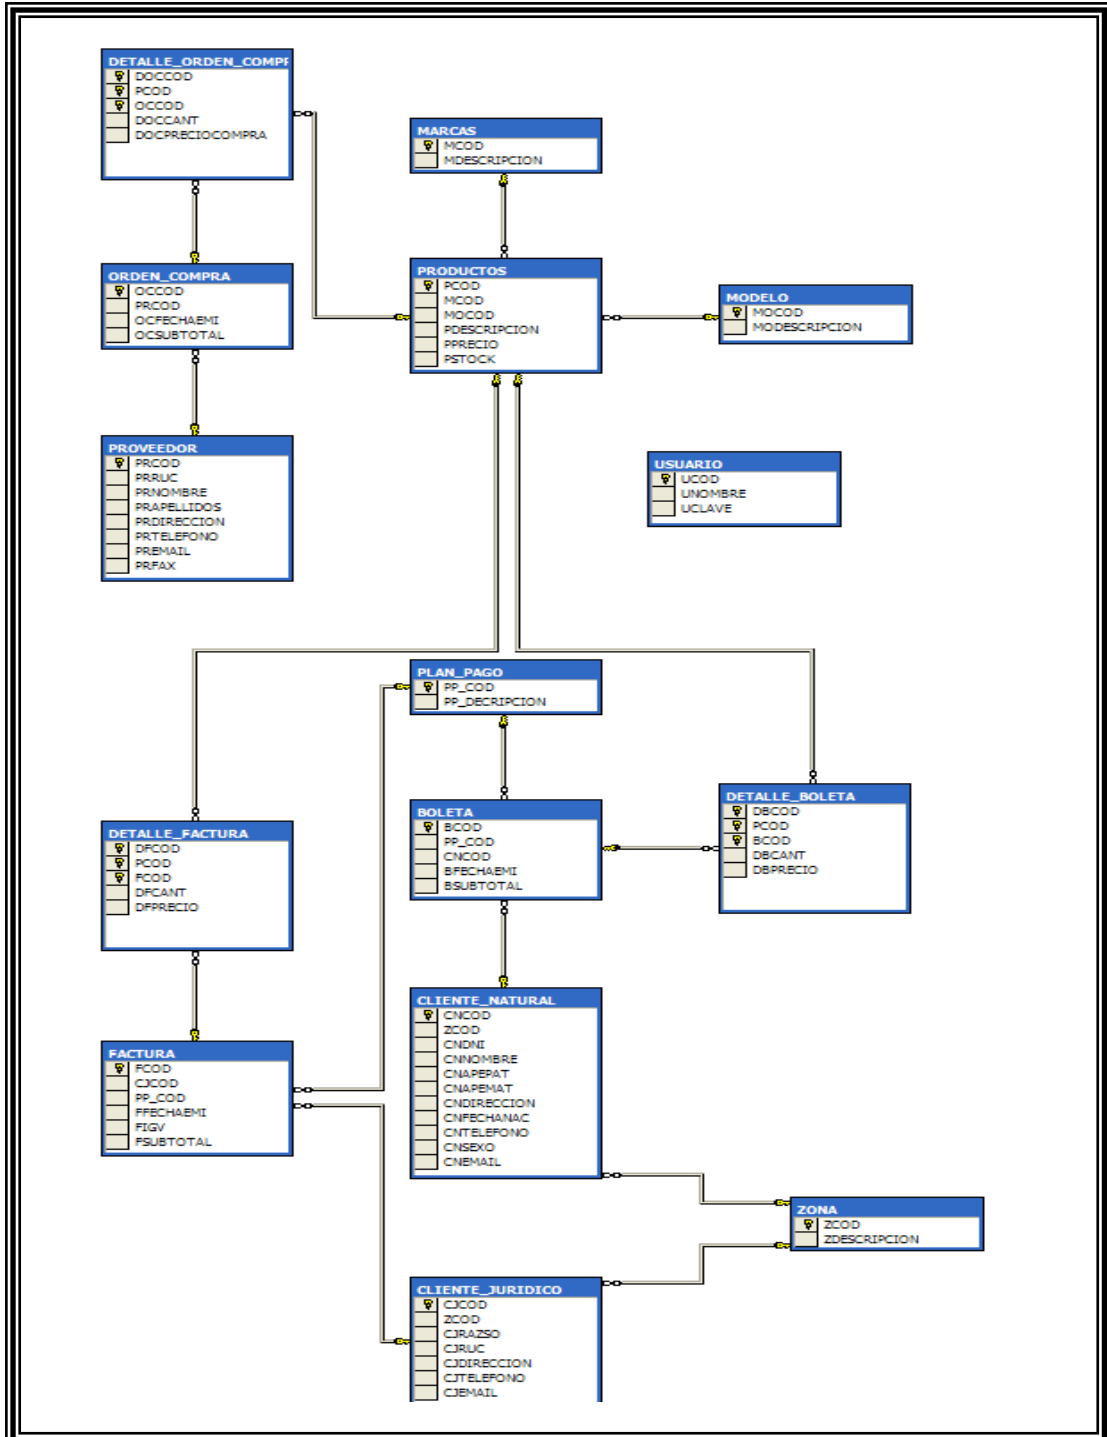 DETALLE_ORDEN_COMPR
DOCCOD
PCOD
OCCOD
DOCCANT
DOCPRECIOCOMPRA
MARCAS
MCOD
MDESCRIPCION
ORDEN_COMPRA
OCCOD
PRCOD
OCFECHAEMI
OCSUBTOTAL
PRODUCTOS
PCOD
MCOD
MOCOD
PDESCRIPCION
PPRECIO
PSTOCK
MODELO
MOCOD
MODESCRIPCION
PROVEEDOR
PRCOD
PRRUC
PRNOMBRE
PRAPELLIDOS
PRDIRECCION
PRTELEFONO
PREMAIL
PRFAX
USUARIO
UCOD
UNOMBRE
UCLAVE
PLAN_PAGO
PP_COD
PP_DECRIPCION
DETALLE_FACTURA
DFCOD
PCOD
FCOD
DFCANT
DFPRECIO
BOLETA
BCOD
PP_COD
CNCOD
BFECHAEMI
BSUBTOTAL
DETALLE_BOLETA
DBCOD
PCOD
BCOD
DBCANT
DBPRECIO
FACTURA
FCOD
CJCOD
PP_COD
FFECHAEMI
FIGV
FSUBTOTAL
CLIENTE_NATURAL
CNCOD
ZCOD
CNDNI
CNNOMBRE
CNAPEPAT
CNAPEMAT
CNDIRECCION
CNFECHANAC
CNTELEFONO
CNSEXO
CNEMAIL
ZONA
ZCOD
ZDESCRIPCION
CLIENTE_JURIDICO
CJCOD
ZCOD
CJRAZSO
CJRUC
CJDIRECCION
CJTELEFONO
CJEMAIL